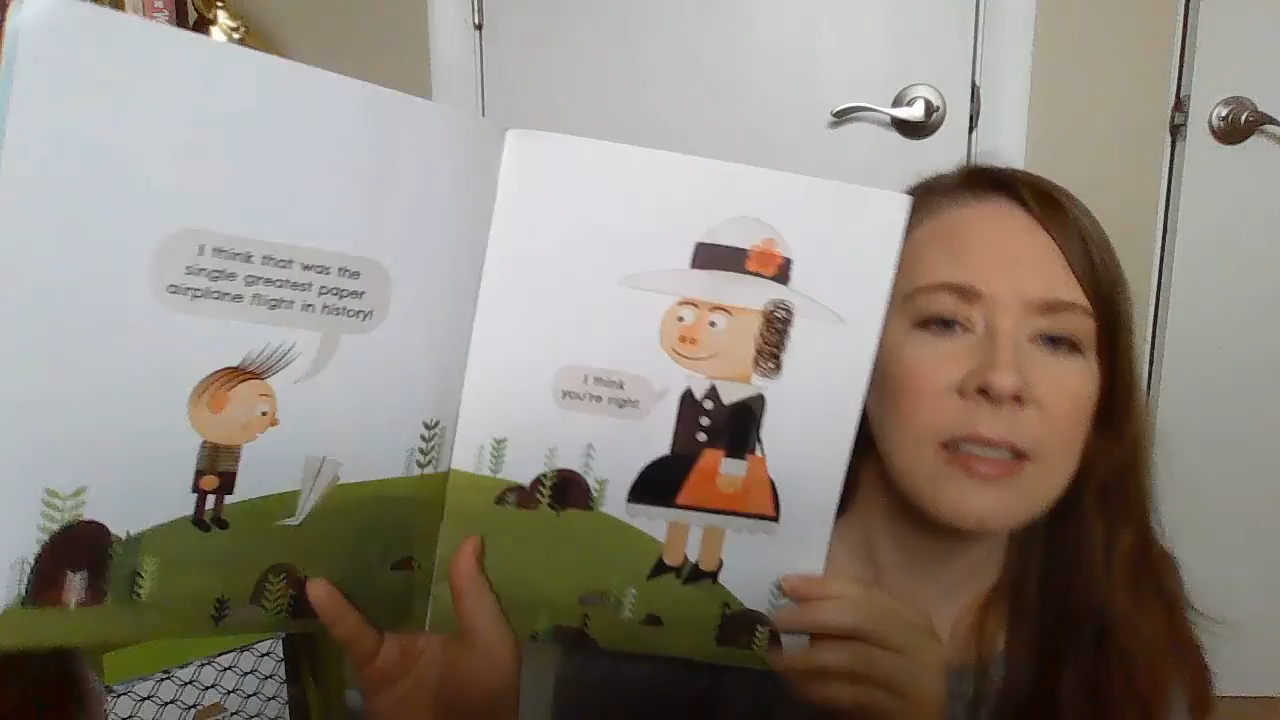 I think that was the
single greatest paper
airplane flight in history!
I think
you're right.